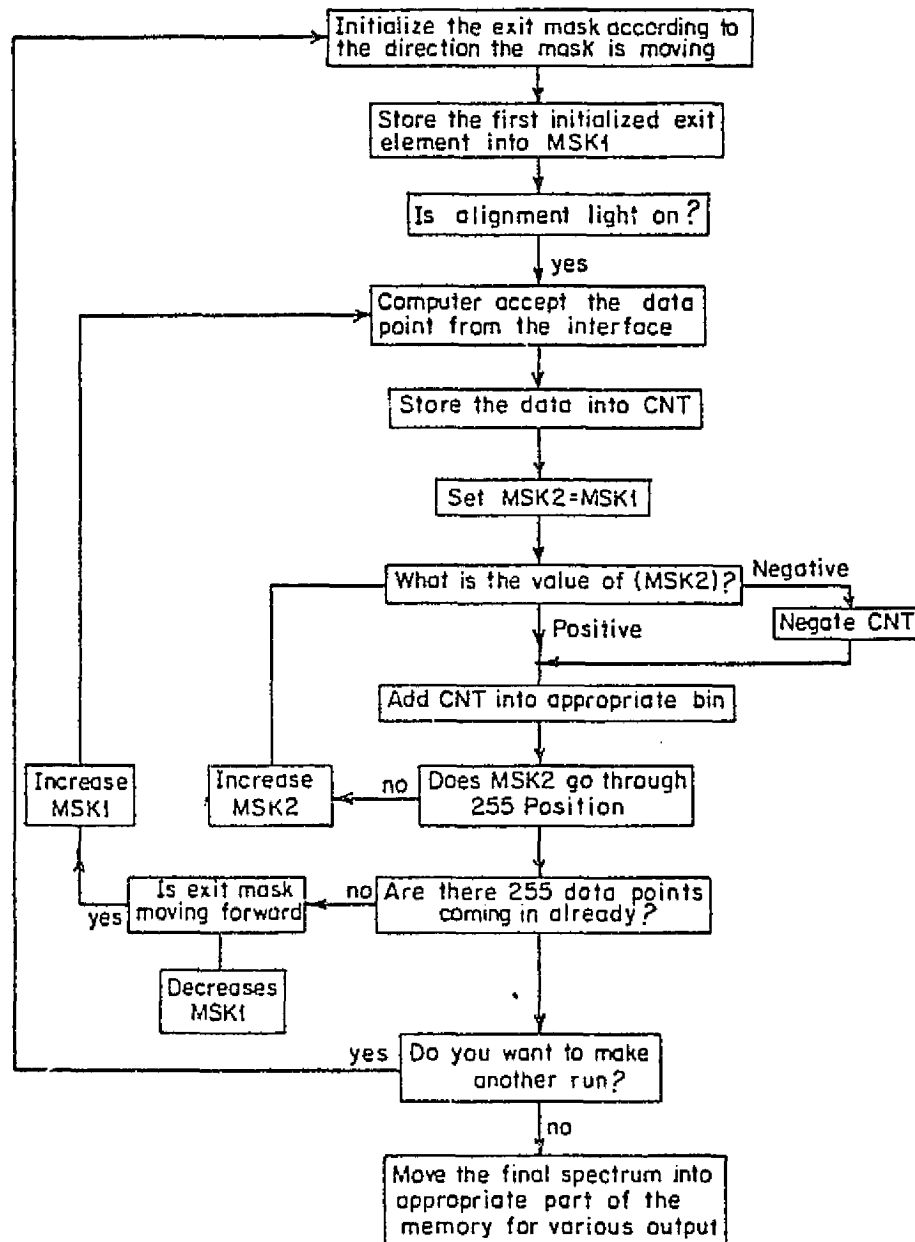 Initialize the exit mask according to
the direction the mask is moving
Store the first initialized exit
element into MSK1
Is alignment light on?
yes
Computer accept the data
point from the interface
Store the data into CNT
Set MSK2=MSK1
What is the value of (MSK2)?
Negative
Negate CNT
Positive
Add CNT into appropriate bin
Increase
MSK1
Increase
MSK2
no
Does MSK2 go through
255 Position
yes
Is exit mask
moving forward
no
Are there 255 data points
coming in already?
Decreases
MSK1
yes
Do you want to make
another run?
no
Move the final spectrum into
appropriate part of the
memory for various output